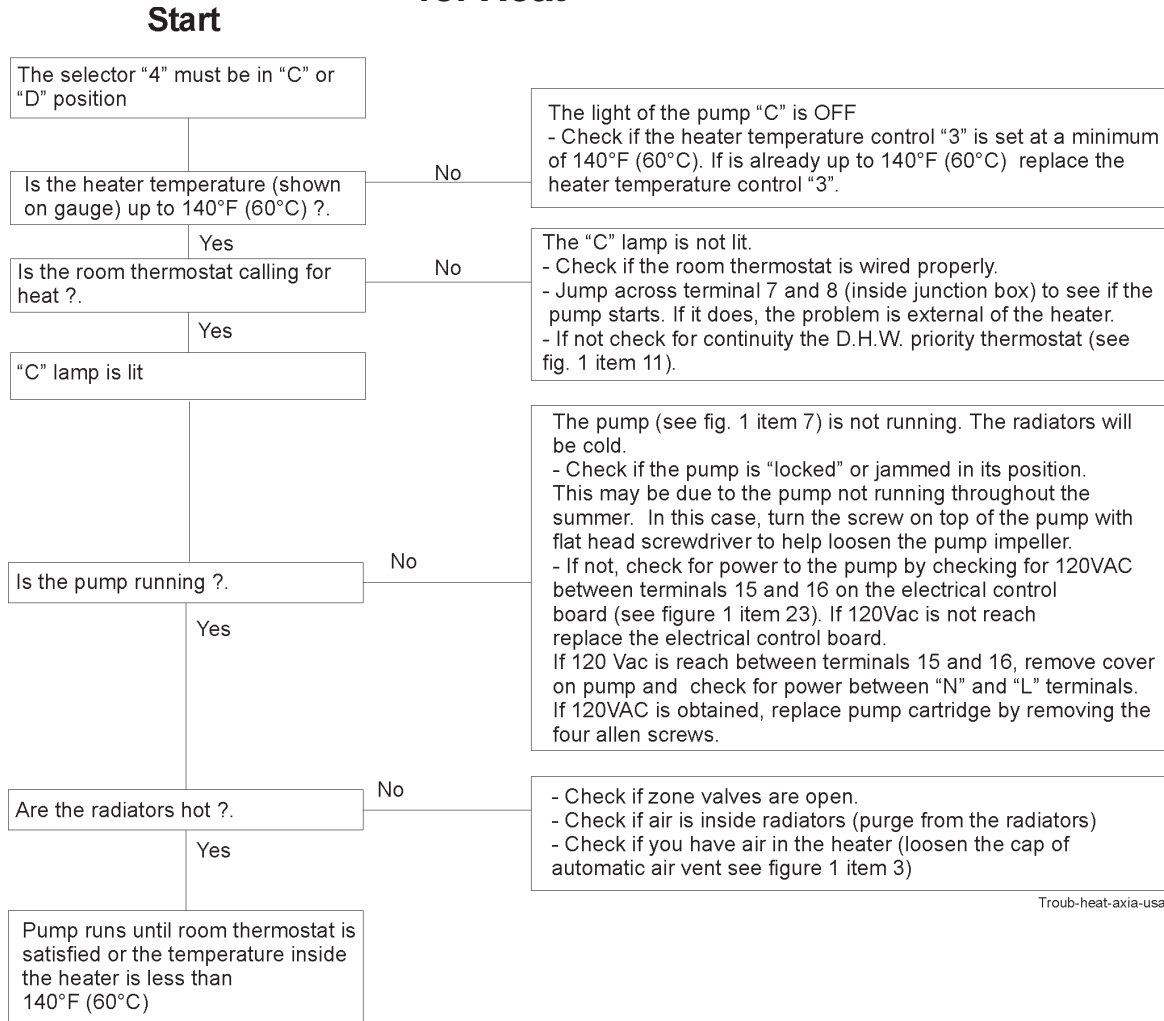 Start
The selector “4” must be in “C” or
“D” position
The light of the pump “C” is OFF
- Check if the heater temperature control “3” is set at a minimum
of 140°F (60°C). If is already up to 140°F (60°C) replace the
heater temperature control “3”.
No
Is the heater temperature (shown
on gauge) up to 140°F (60°C) ?.
Yes
The “C” lamp is not lit.
- Check if the room thermostat is wired properly.
- Jump across terminal 7 and 8 (inside junction box) to see if the
pump starts. If it does, the problem is external of the heater.
- If not check for continuity the D.H.W. priority thermostat (see
fig. 1 item 11).
No
Is the room thermostat calling for
heat ?.
Yes
“C” lamp is lit
The pump (see fig. 1 item 7) is not running. The radiators will
be cold.
- Check if the pump is “locked” or jammed in its position.
This may be due to the pump not running throughout the
summer. In this case, turn the screw on top of the pump with
flat head screwdriver to help loosen the pump impeller.
- If not, check for power to the pump by checking for 120VAC
between terminals 15 and 16 on the electrical control
board (see figure 1 item 23). If 120Vac is not reach
replace the electrical control board.
If 120 Vac is reach between terminals 15 and 16, remove cover
on pump and check for power between “N” and “L” terminals.
If 120VAC is obtained, replace pump cartridge by removing the
four allen screws.
No
Is the pump running ?.
Yes
No
Are the radiators hot ?.
- Check if zone valves are open.
- Check if air is inside radiators (purge from the radiators)
- Check if you have air in the heater (loosen the cap of
automatic air vent see figure 1 item 3)
Yes
Troub-heat-axia-usa
Pump runs until room thermostat is
satisfied or the temperature inside
the heater is less than
140°F (60°C)